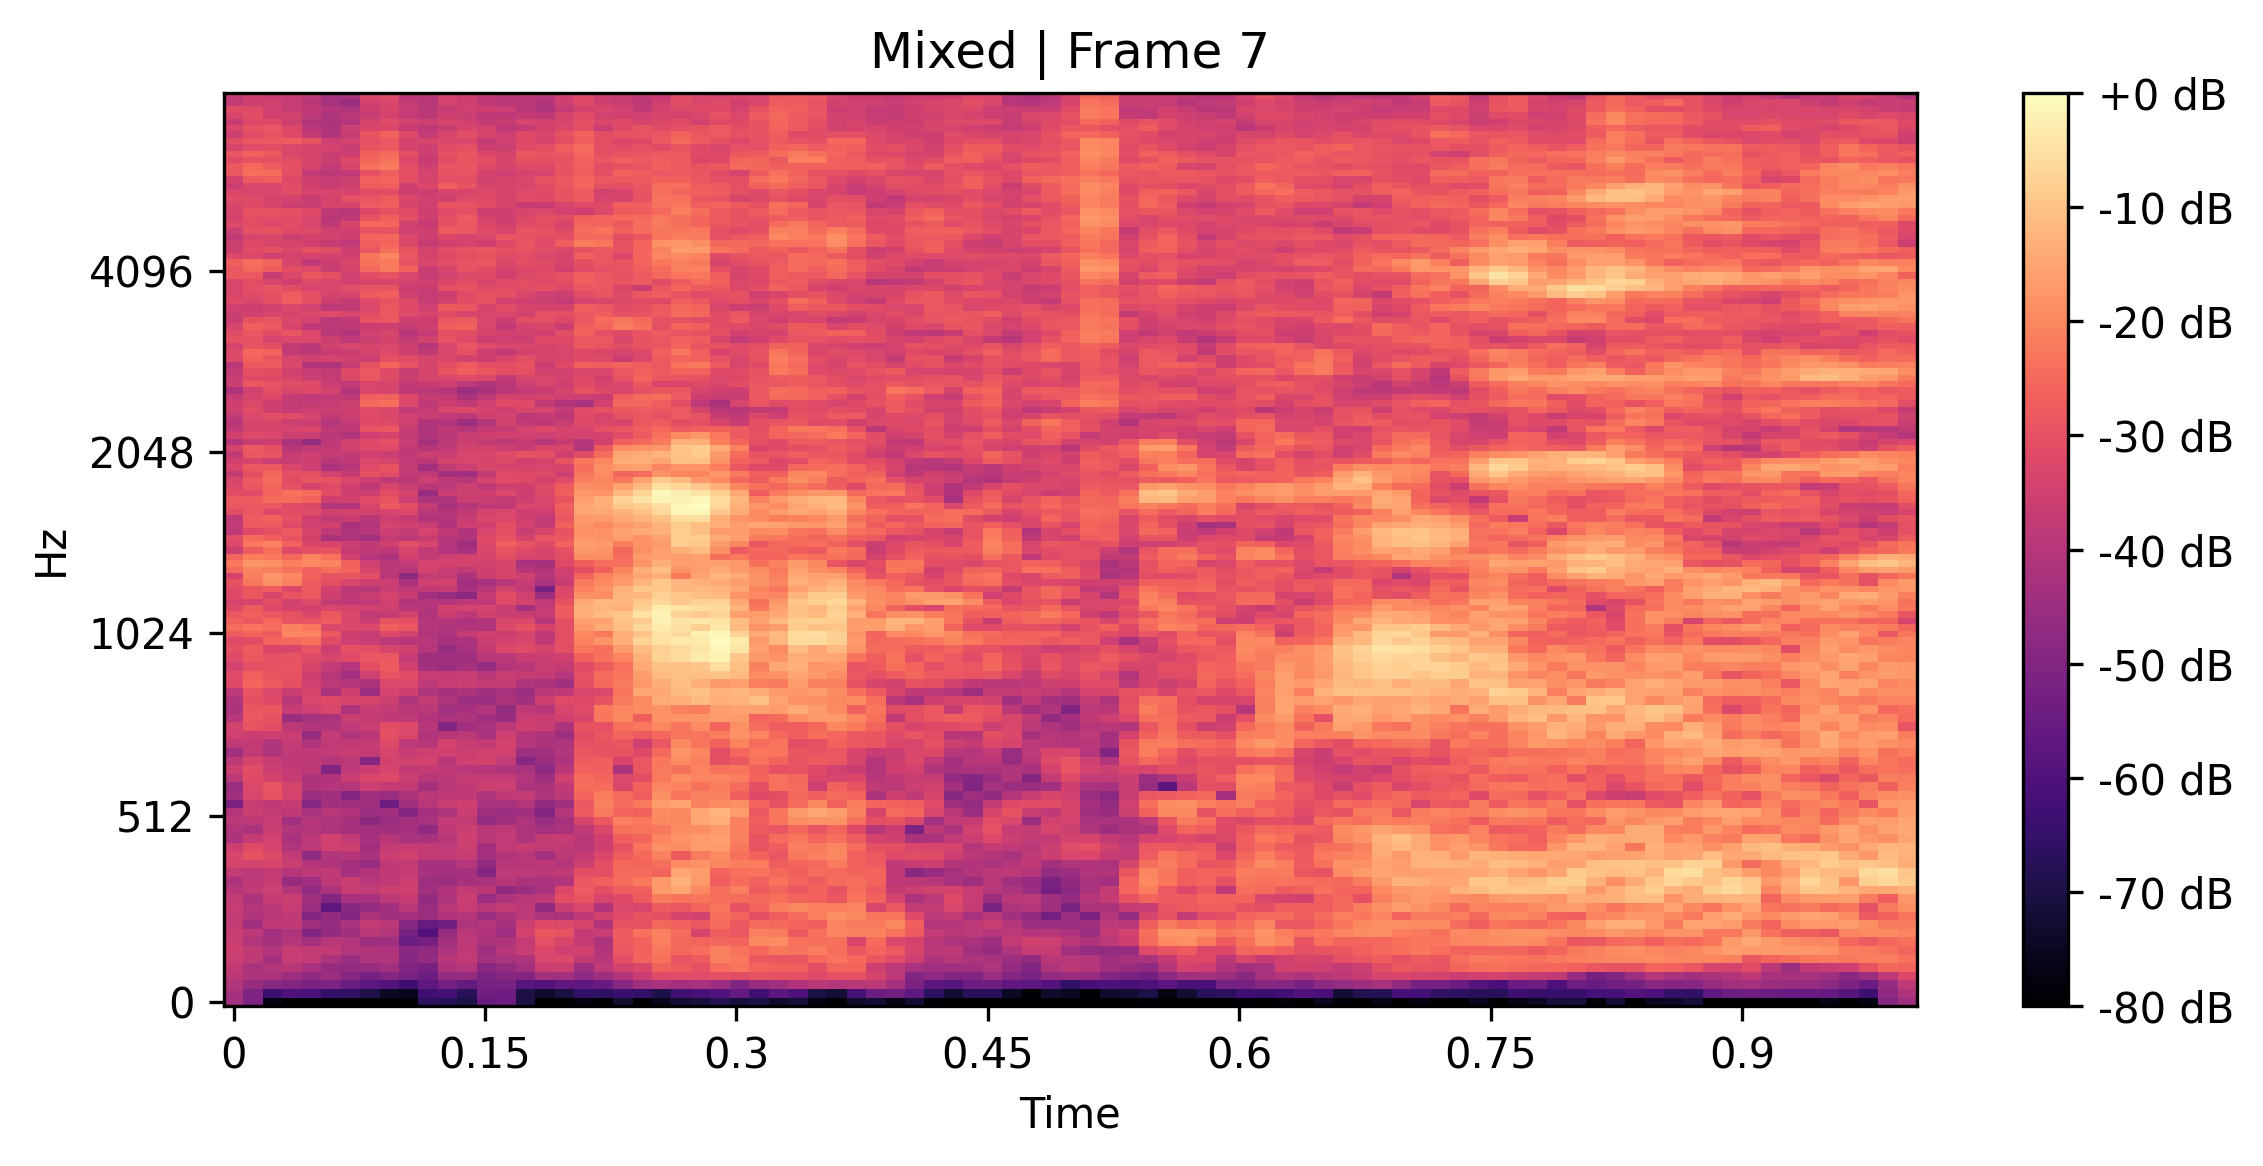 Mixed | Frame 7
+0 dB
-10 dB
-20 dB
-30 dB
-40 dB
-50 dB
-60 dB
-70 dB
-80 dB
Hz
4096
2048
1024
512
0
0 0.15 0.3 0.45 0.6 0.75 0.9
Time